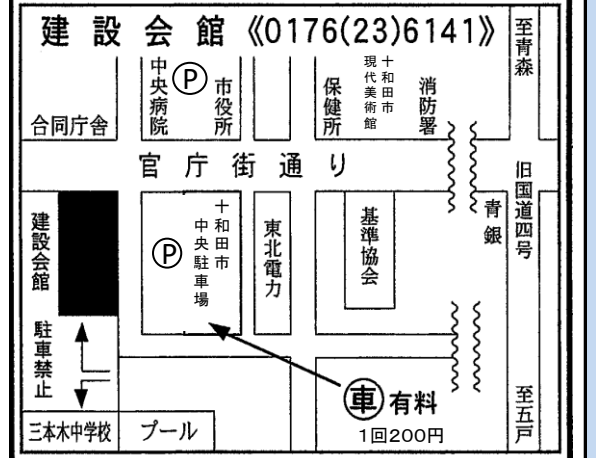 建設会館《0176(23)6141》
至青森
合同庁舎
中央病院
Ⓟ
市役所
保健所
十和田市
現代美術館
消防署
官庁街通り
旧国道四号
建設会館
Ⓟ
十和田市
中央駐車場
東北電力
基準協会
青銀
駐車禁止
車 有料
1回200円
至五戸
三本木中学校
プール